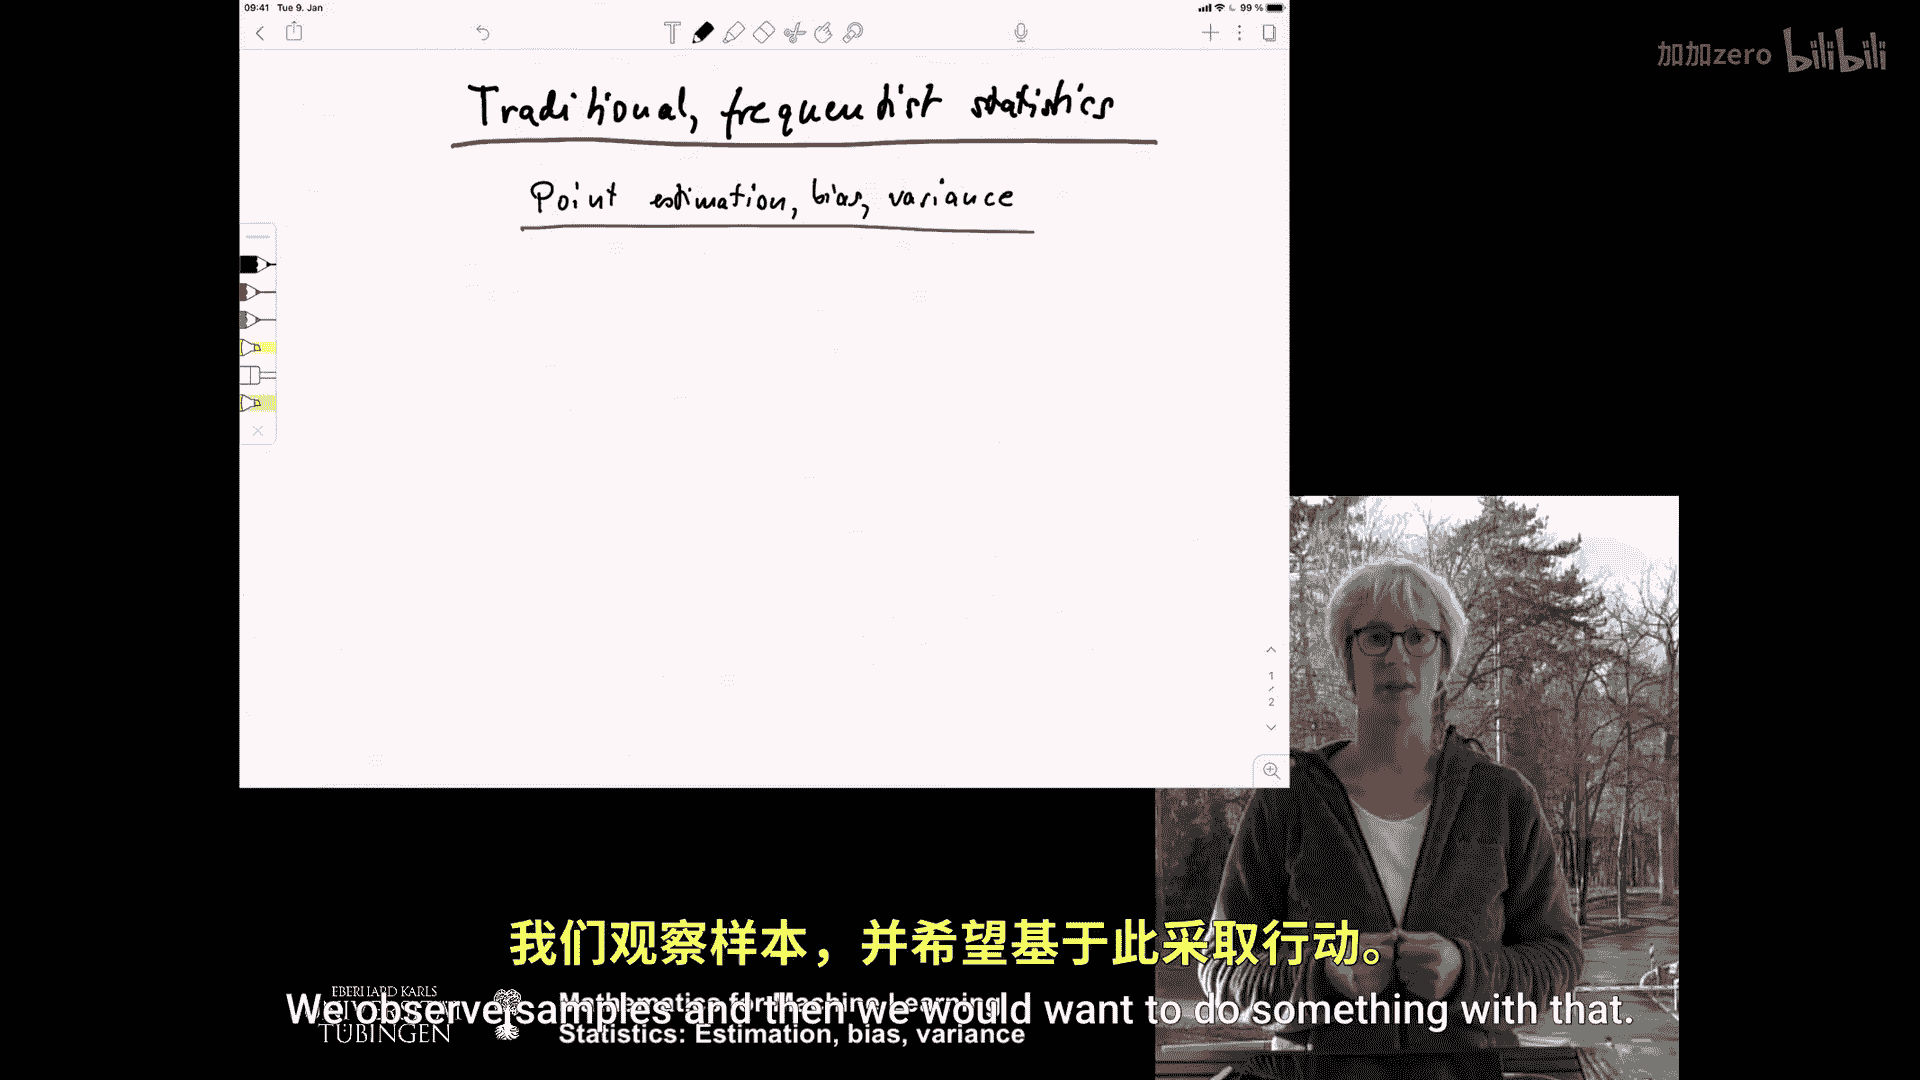 09:41 Tue 9. Jan
99 %
加加zero bilibili
T
Traditional, frequentist statistics
Point estimation, bias, variance
1
2
我们观察样本，并希望基于此采取行动。
We observe samples and then we would want to do something with that.
EBERHARD KARLS
UNIVERSITÄT
TÜBINGEN
Mathematics for Machine Learning
Statistics: Estimation, bias, variance